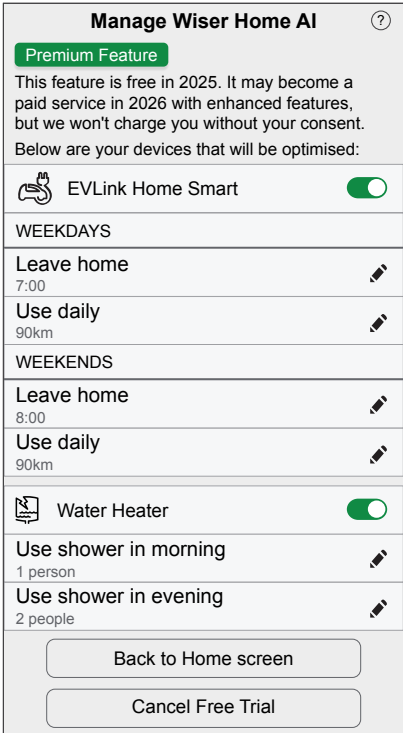 Manage Wiser Home AI
?
Premium Feature
This feature is free in 2025. It may become a
paid service in 2026 with enhanced features,
but we won't charge you without your consent.
Below are your devices that will be optimised:
EVLink Home Smart
WEEKDAYS
Leave home
7:00
Use daily
90km
WEEKENDS
Leave home
8:00
Use daily
90km
Water Heater
Use shower in morning
1 person
Use shower in evening
2 people
Back to Home screen
Cancel Free Trial